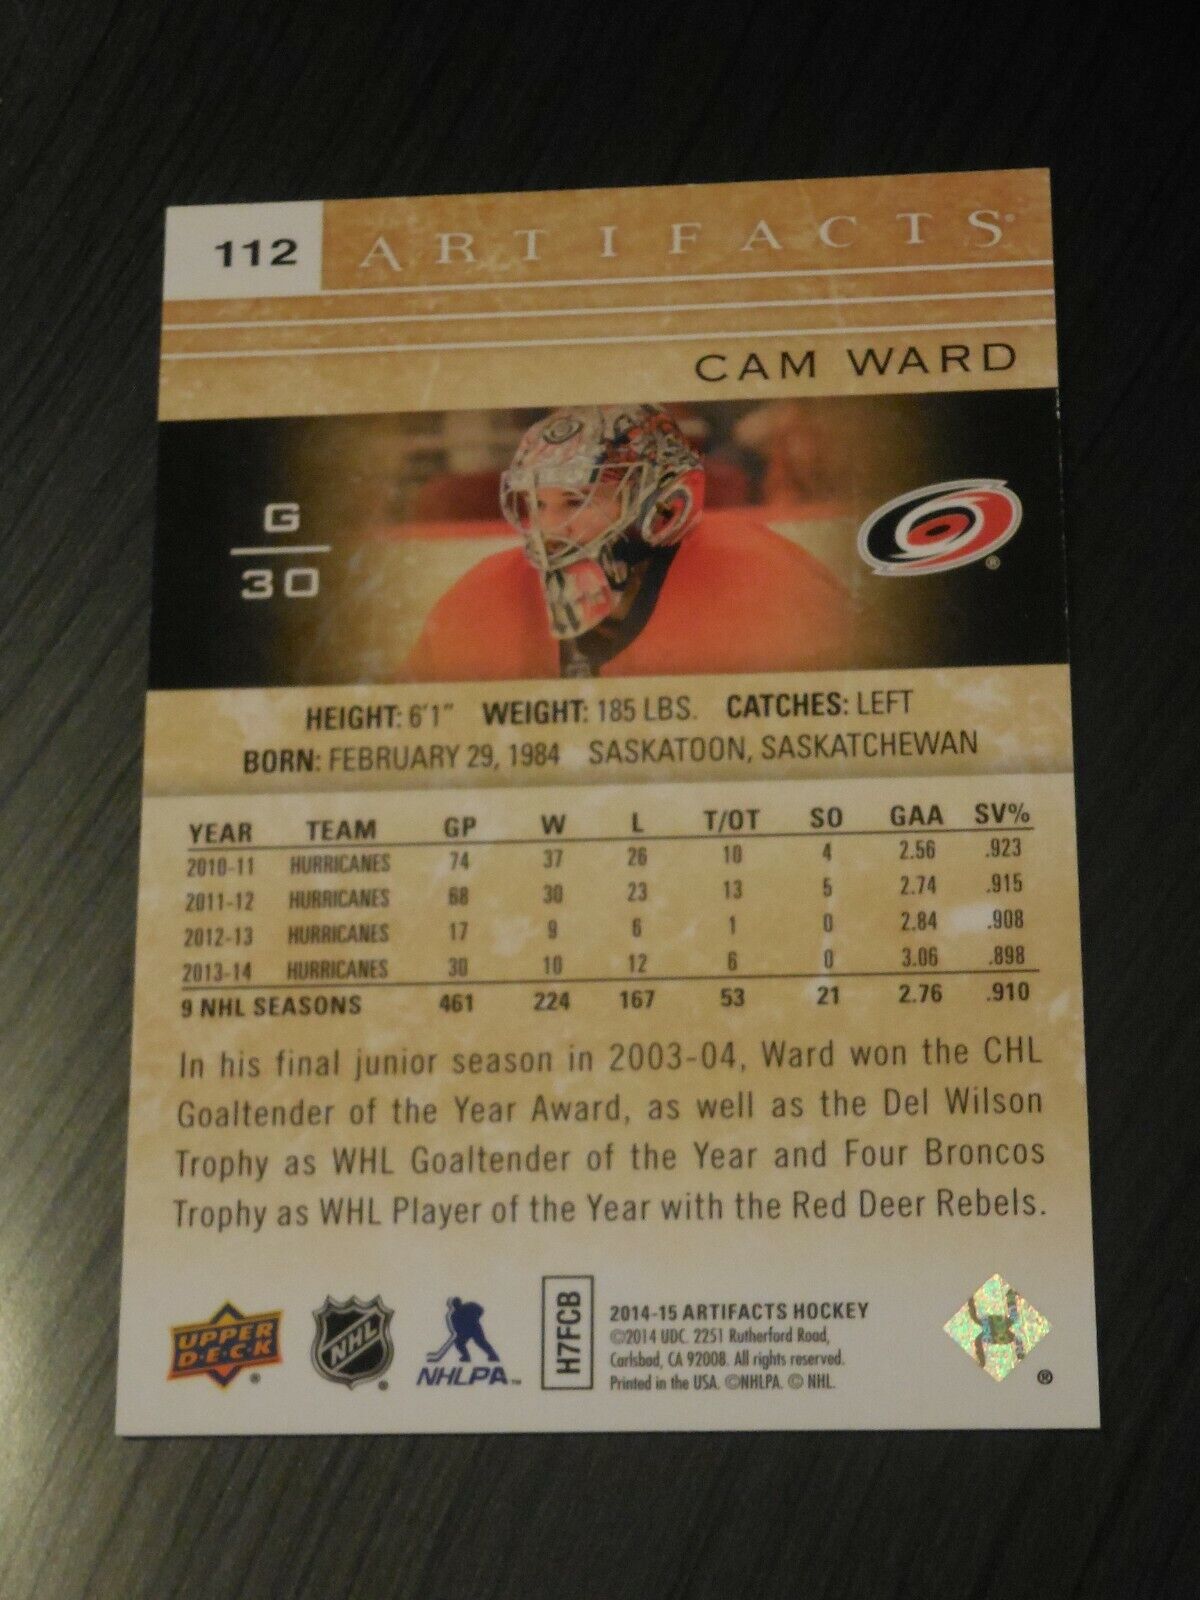 112
ARTIFACTS®
CAM WARD
G
30
®
HEIGHT: 6'1" WEIGHT: 185 LBS. CATCHES: LEFT
BORN: FEBRUARY 29, 1984 SASKATOON, SASKATCHEWAN
YEAR TEAM GP W L T/OT SO GAA SV%
2010-11 HURRICANES 74 37 26 10 4 2.56 .923
2011-12 HURRICANES 68 30 23 13 5 2.74 .915
2012-13 HURRICANES 17 9 6 1 0 2.84 .908
2013-14 HURRICANES 30 10 12 6 0 3.06 .898
9 NHL SEASONS 461 224 167 53 21 2.76 .910
In his final junior season in 2003-04, Ward won the CHL
Goaltender of the Year Award, as well as the Del Wilson
Trophy as WHL Goaltender of the Year and Four Broncos
Trophy as WHL Player of the Year with the Red Deer Rebels.
UPPER
D·E·C·K
®
NHL
®
NHLPA™
H7FCB
2014-15 ARTIFACTS HOCKEY
©2014 UDC. 2251 Rutherford Road,
Carlsbad, CA 92008. All rights reserved.
Printed in the USA. ©NHLPA. © NHL.
®